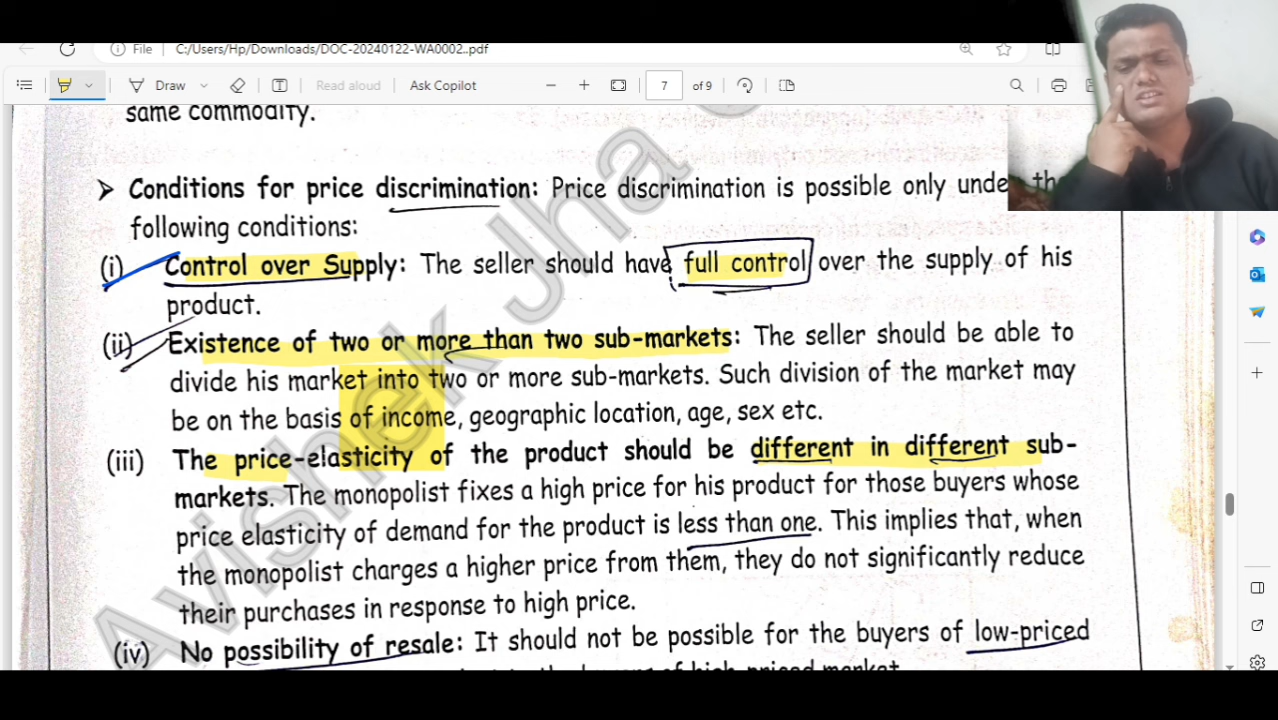 File C:/Users/Hp/Downloads/DOC-20240122-WA0002..pdf
Draw Read aloud Ask Copilot 7 of 9
same commodity.
➤ Conditions for price discrimination: Price discrimination is possible only under the
following conditions:
(i) Control over Supply: The seller should have full control over the supply of his
product.
(ii) Existence of two or more than two sub-markets: The seller should be able to
divide his market into two or more sub-markets. Such division of the market may
be on the basis of income, geographic location, age, sex etc.
(iii) The price-elasticity of the product should be different in different sub-
markets. The monopolist fixes a high price for his product for those buyers whose
price elasticity of demand for the product is less than one. This implies that, when
the monopolist charges a higher price from them, they do not significantly reduce
their purchases in response to high price.
(iv) No possibility of resale: It should not be possible for the buyers of low-priced
Avishek Jha